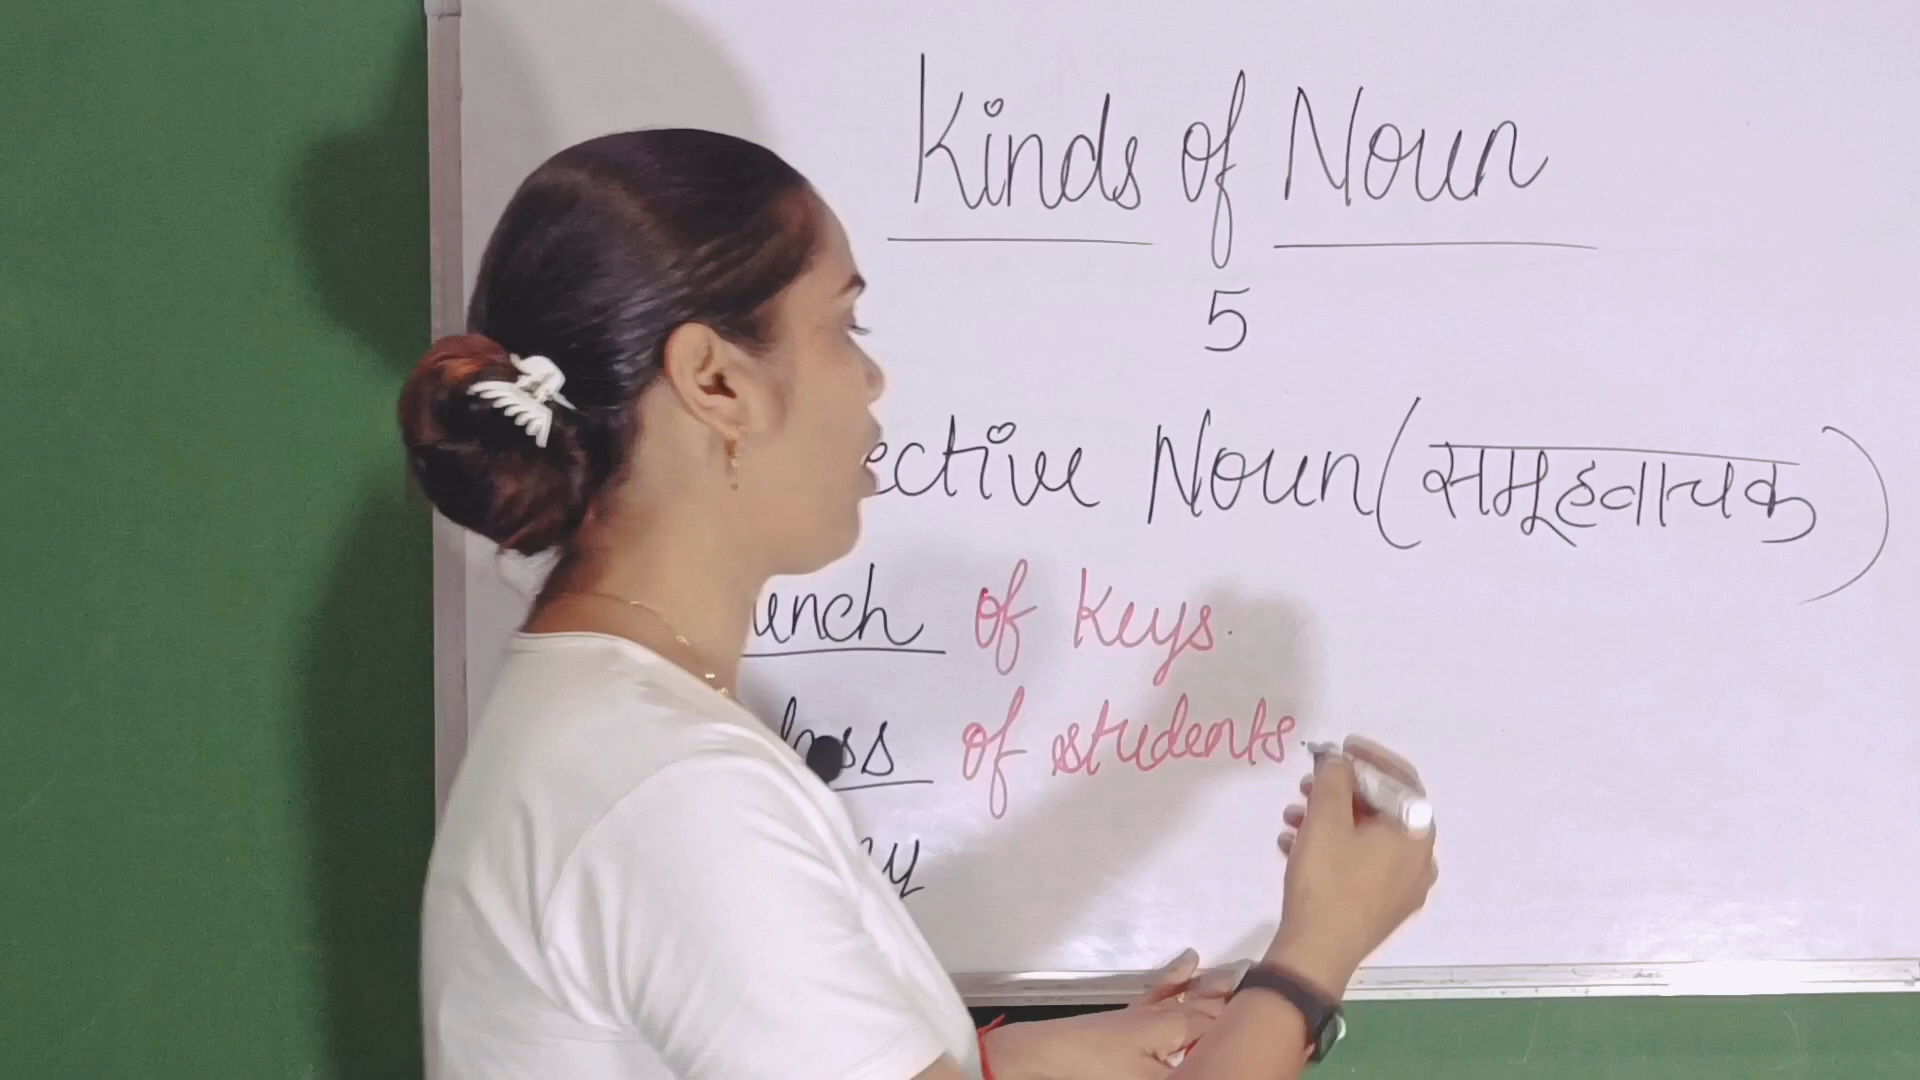 Kinds of Noun
5
ective Noun (समूहवाचक)
unch of Keys.
of students.